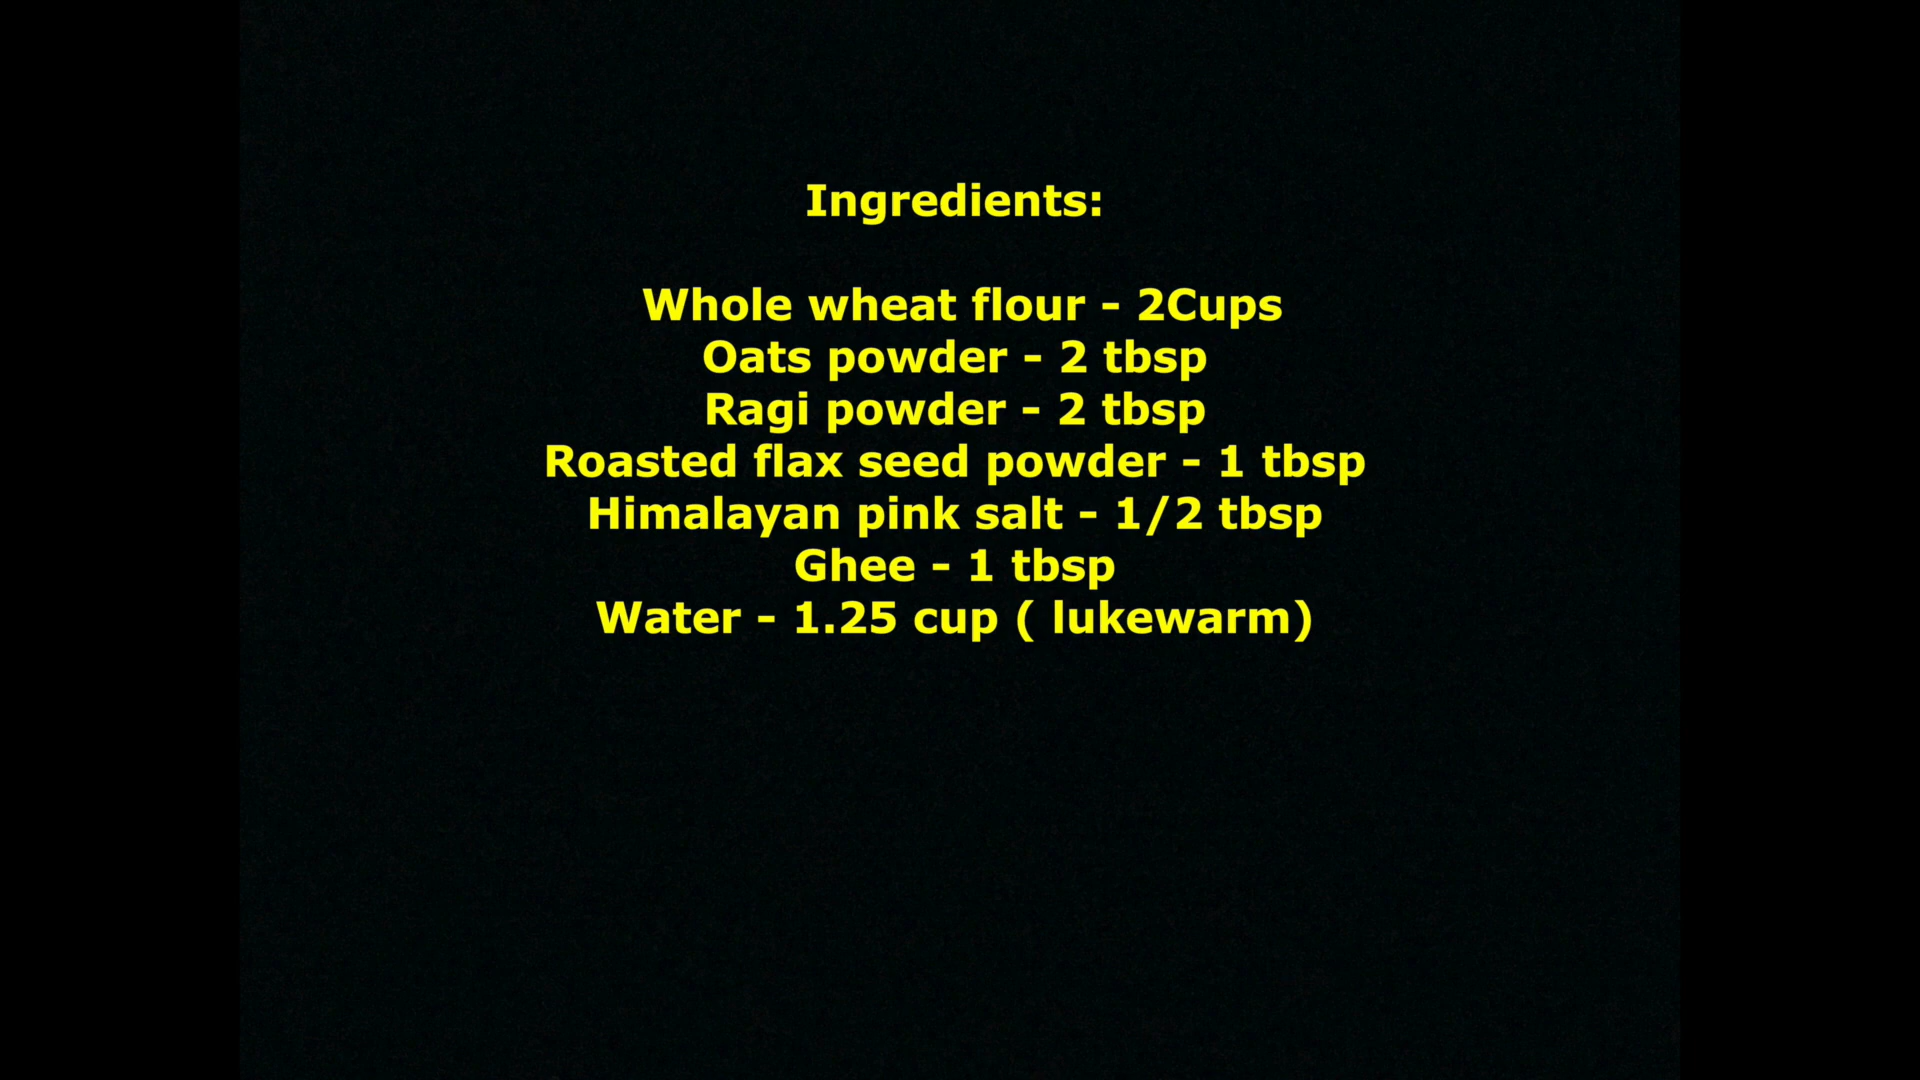 Ingredients:
Whole wheat flour - 2Cups
Oats powder - 2 tbsp
Ragi powder - 2 tbsp
Roasted flax seed powder - 1 tbsp
Himalayan pink salt - 1/2 tbsp
Ghee - 1 tbsp
Water - 1.25 cup ( lukewarm)